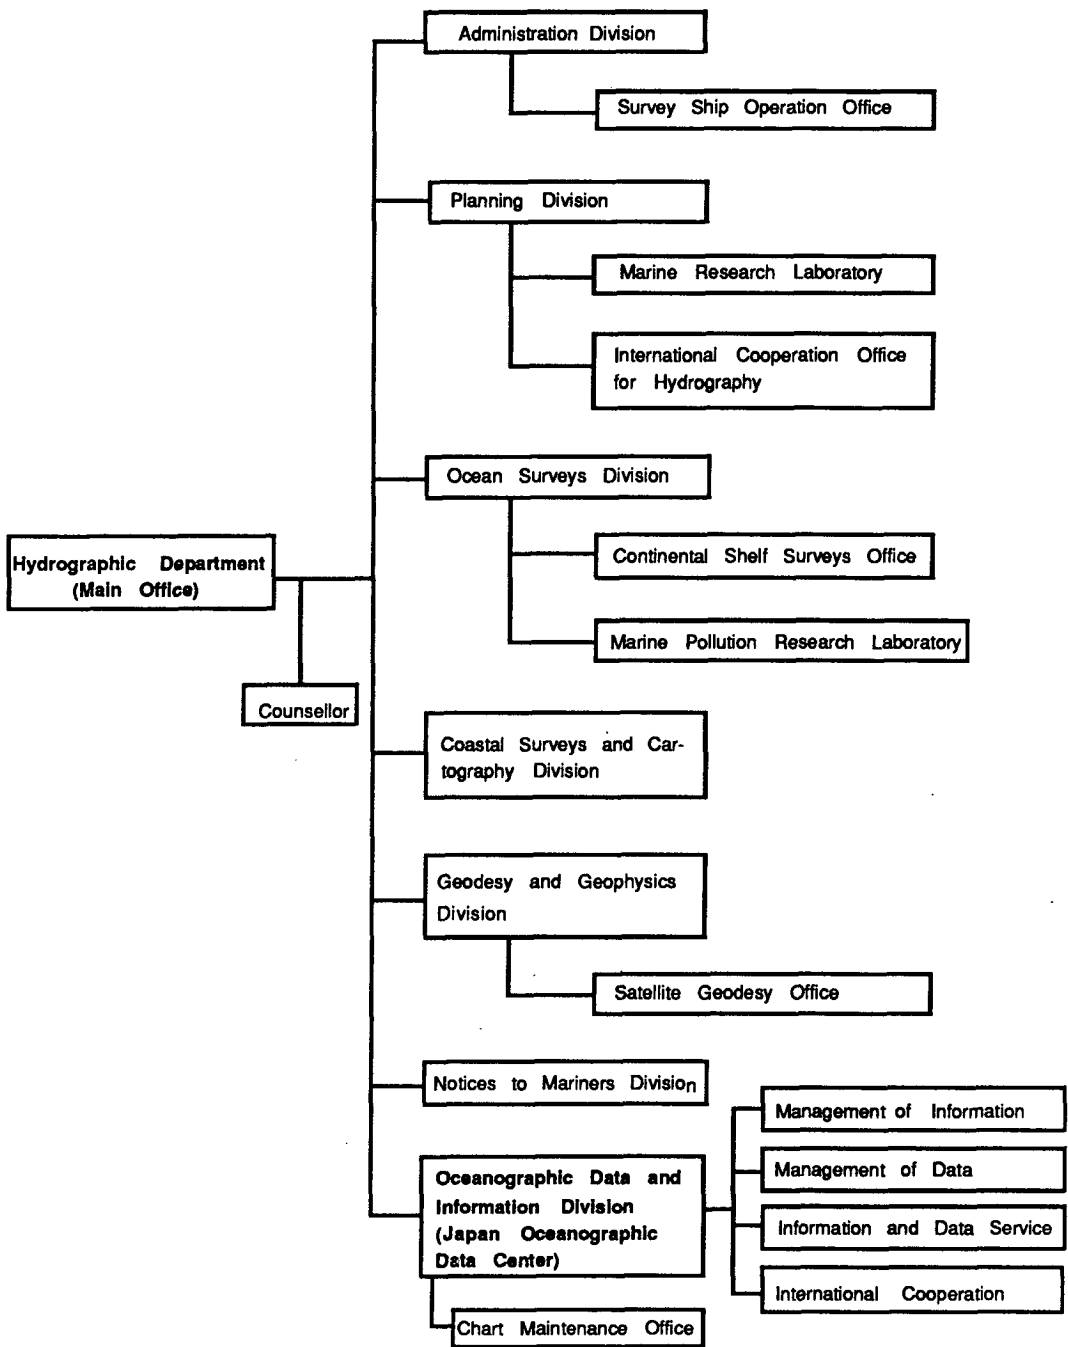 Administration Division
Survey Ship Operation Office
Planning Division
Marine Research Laboratory
International Cooperation Office
for Hydrography
Ocean Surveys Division
Continental Shelf Surveys Office
Marine Pollution Research Laboratory
Hydrographic Department
(Main Office)
Counsellor
Coastal Surveys and Car-
tography Division
Geodesy and Geophysics
Division
Satellite Geodesy Office
Notices to Mariners Division
Oceanographic Data and
Information Division
(Japan Oceanographic
Data Center)
Management of Information
Management of Data
Information and Data Service
International Cooperation
Chart Maintenance Office